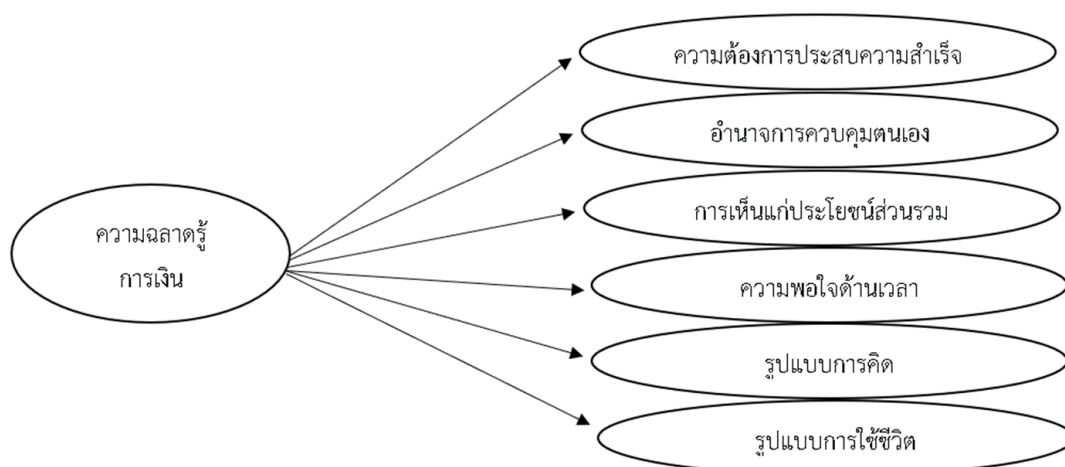 ความต้องการประสบความสำเร็จ
อำนาจการควบคุมตนเอง
การเห็นแก่ประโยชน์ส่วนรวม
ความฉลาดรู้
การเงิน
ความพอใจด้านเวลา
รูปแบบการคิด
รูปแบบการใช้ชีวิต